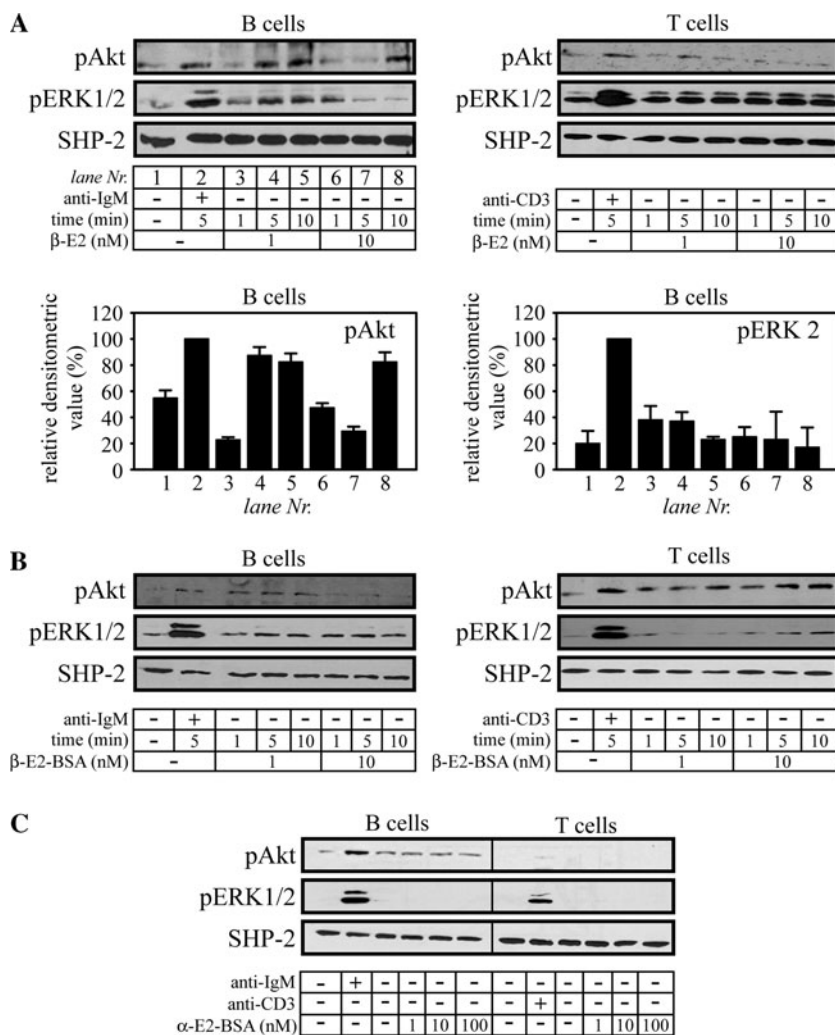 A
B cells
T cells
pAkt
pAkt
pERK1/2
pERK1/2
SHP-2
SHP-2
lane Nr. 1 2 3 4 5 6 7 8
anti-IgM - + - - - - - -
time (min) - 5 1 5 10 1 5 10
β-E2 (nM) - 1 10
anti-CD3 - + - - - - - -
time (min) - 5 1 5 10 1 5 10
β-E2 (nM) - 1 10
B cells
relative densitometric
value (%)
120
100
80
60
40
20
0
pAkt
1 2 3 4 5 6 7 8
lane Nr.
B cells
relative densitometric
value (%)
120
100
80
60
40
20
0
pERK 2
1 2 3 4 5 6 7 8
lane Nr.
B
B cells
T cells
pAkt
pAkt
pERK1/2
pERK1/2
SHP-2
SHP-2
anti-IgM - + - - - - - -
time (min) - 5 1 5 10 1 5 10
β-E2-BSA (nM) - 1 10
anti-CD3 - + - - - - - -
time (min) - 5 1 5 10 1 5 10
β-E2-BSA (nM) - 1 10
C
B cells T cells
pAkt
pERK1/2
SHP-2
anti-IgM - + - - - - - - - - - -
anti-CD3 - - - - - - - + - - - -
α-E2-BSA (nM) - - - 1 10 100 - - - 1 10 100